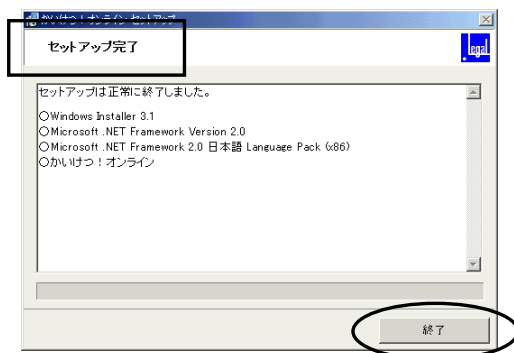 かいけつ！オンライン セットアップ
セットアップ完了
.Legal
セットアップは正常に終了しました。
○Windows Installer 3.1
○Microsoft .NET Framework Version 2.0
○Microsoft .NET Framework 2.0 日本語 Language Pack (x86)
○かいけつ！オンライン
終了